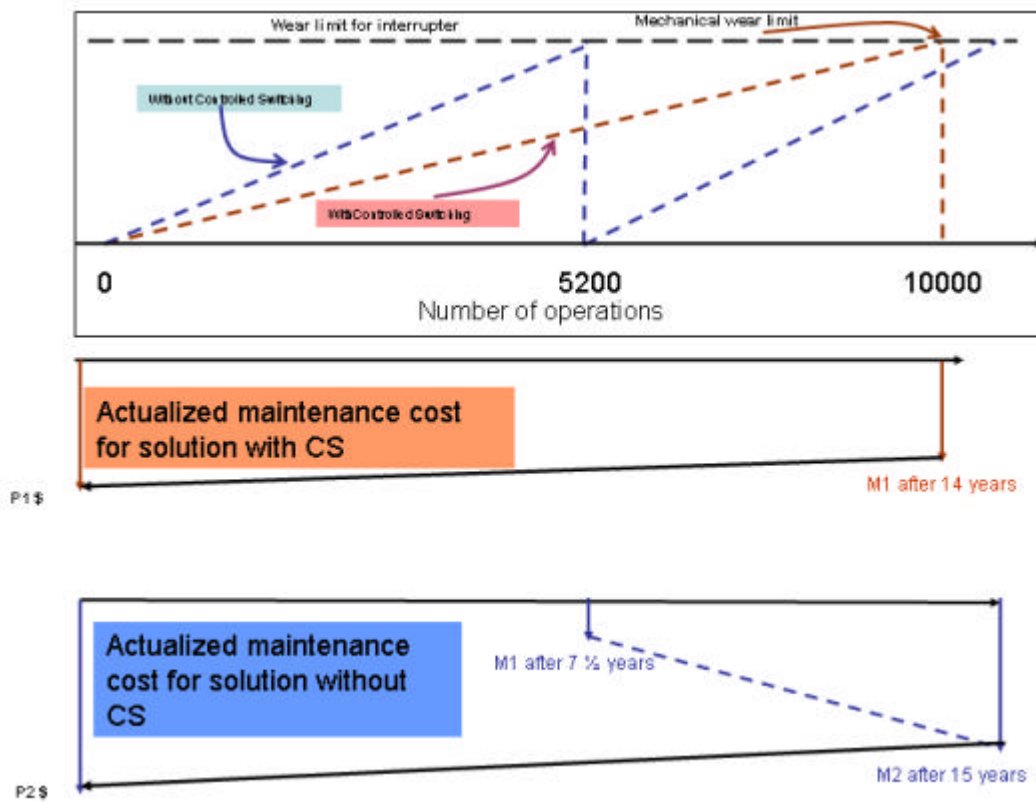 Wear limit for interrupter
Mechanical wear limit
Without Controlled Switching
With Controlled Switching
0
5200
10000
Number of operations
Actualized maintenance cost
for solution with CS
P1$
M1 after 14 years
Actualized maintenance
cost for solution without
CS
M1 after 7 ½ years
M2 after 15 years
P2$